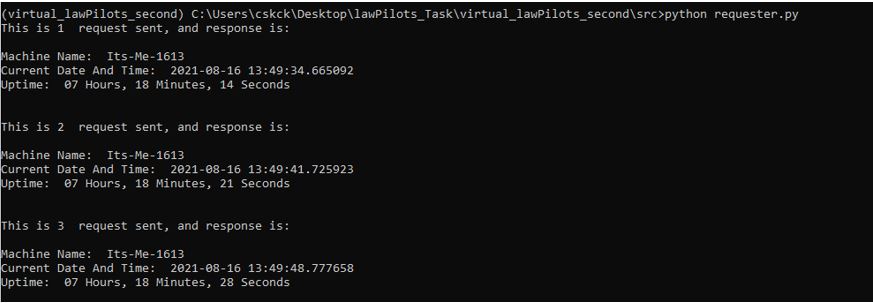 (virtual_lawPilots_second) C:\Users\cskck\Desktop\lawPilots_Task\virtual_lawPilots_second\src>python requester.py
This is 1  request sent, and response is:
Machine Name:  Its-Me-1613
Current Date And Time:  2021-08-16 13:49:34.665092
Uptime:  07 Hours, 18 Minutes, 14 Seconds
This is 2  request sent, and response is:
Machine Name:  Its-Me-1613
Current Date And Time:  2021-08-16 13:49:41.725923
Uptime:  07 Hours, 18 Minutes, 21 Seconds
This is 3  request sent, and response is:
Machine Name:  Its-Me-1613
Current Date And Time:  2021-08-16 13:49:48.777658
Uptime:  07 Hours, 18 Minutes, 28 Seconds